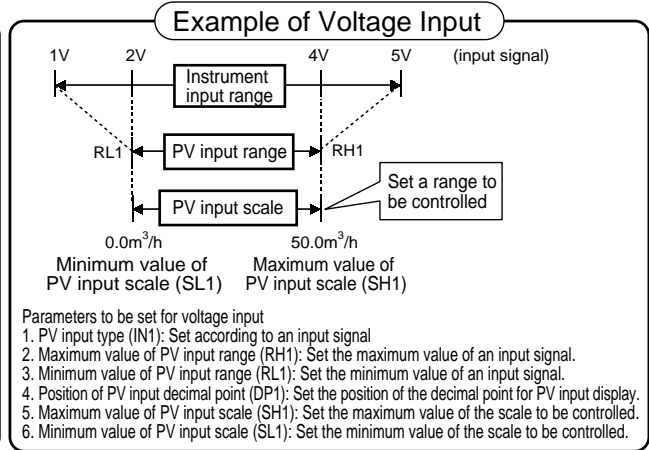 Example of Voltage Input
1V 2V 4V 5V (input signal)
Instrument
input range
RL1 PV input range RH1
Set a range to
be controlled
PV input scale
0.0m³/h 50.0m³/h
Minimum value of Maximum value of
PV input scale (SL1) PV input scale (SH1)
Parameters to be set for voltage input
1. PV input type (IN1): Set according to an input signal
2. Maximum value of PV input range (RH1): Set the maximum value of an input signal.
3. Minimum value of PV input range (RL1): Set the minimum value of an input signal.
4. Position of PV input decimal point (DP1): Set the position of the decimal point for PV input display.
5. Maximum value of PV input scale (SH1): Set the maximum value of the scale to be controlled.
6. Minimum value of PV input scale (SL1): Set the minimum value of the scale to be controlled.